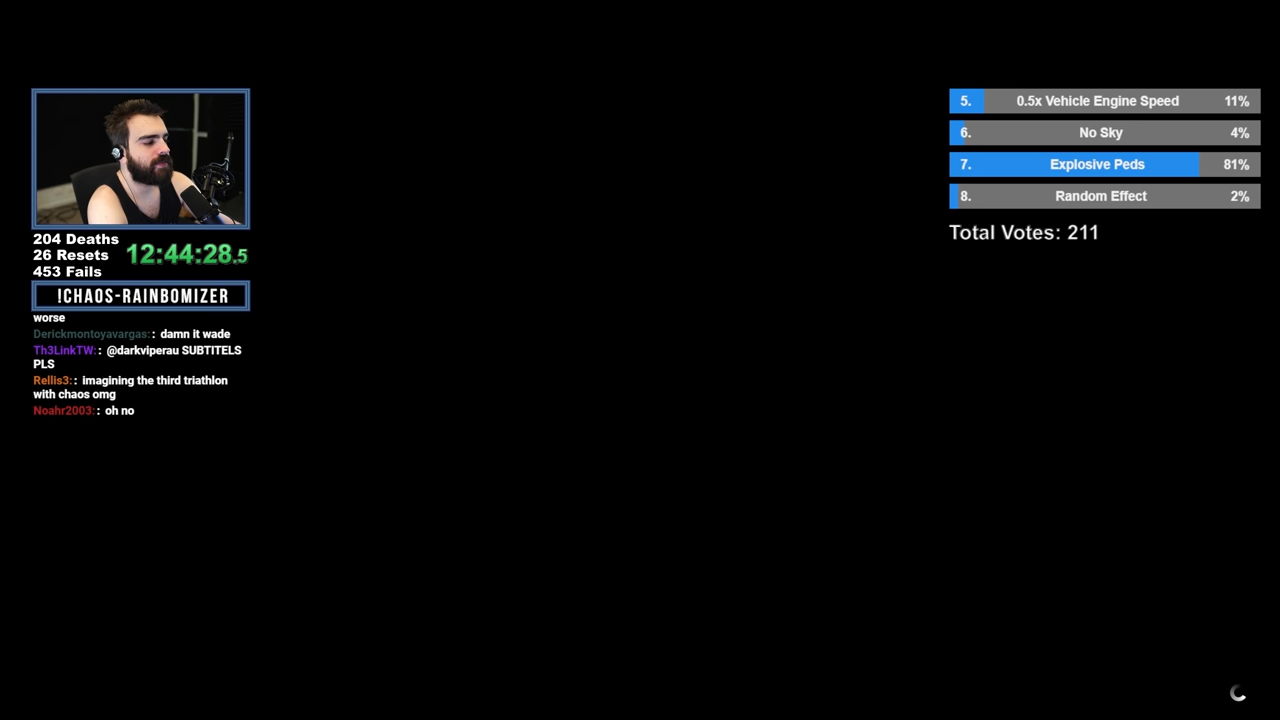 204 Deaths
26 Resets
453 Fails
12:44:28.5
!CHAOS-RAINBOMIZER
worse
Derickmontoyavargas: : damn it wade
Th3LinkTW: : @darkviperau SUBTITELS
PLS
Rellis3: : imagining the third triathlon
with chaos omg
Noahr2003: : oh no
5. 0.5x Vehicle Engine Speed 11%
6. No Sky 4%
7. Explosive Peds 81%
8. Random Effect 2%
Total Votes: 211